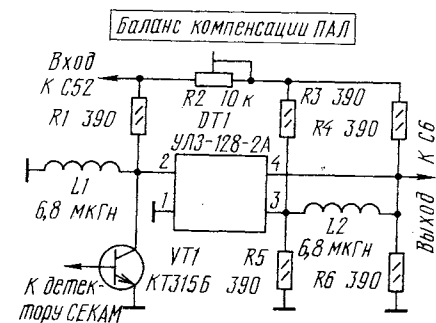 Баланс компенсации ПАЛ
Вход
К С52
R1 390
R2 10 к
R3 390
R4 390
DT1
УЛЗ-128-2А
2
4
1
3
L1
6,8 мкГн
L2
6,8 мкГн
К С6
Выход
VT1
КТ315Б
R5
390
R6 390
К детек-
тору СЕКАМ